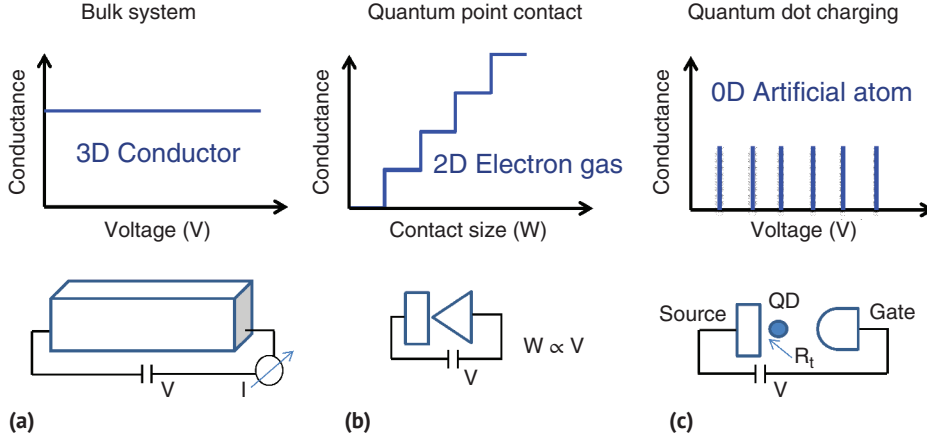 Bulk system
Conductance
3D Conductor
Voltage (V)
V
I
(a)
Quantum point contact
Conductance
2D Electron gas
Contact size (W)
W ∝ V
V
(b)
Quantum dot charging
Conductance
0D Artificial atom
Voltage (V)
Source
QD
Gate
Rt
V
(c)